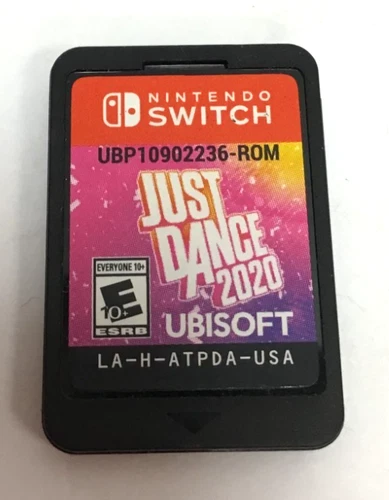 NINTENDO
SWITCH
UBP10902236-ROM
JUST
DANCE
2020
EVERYONE 10+
E
10+
ESRB
UBISOFT
LA-H-ATPDA-USA